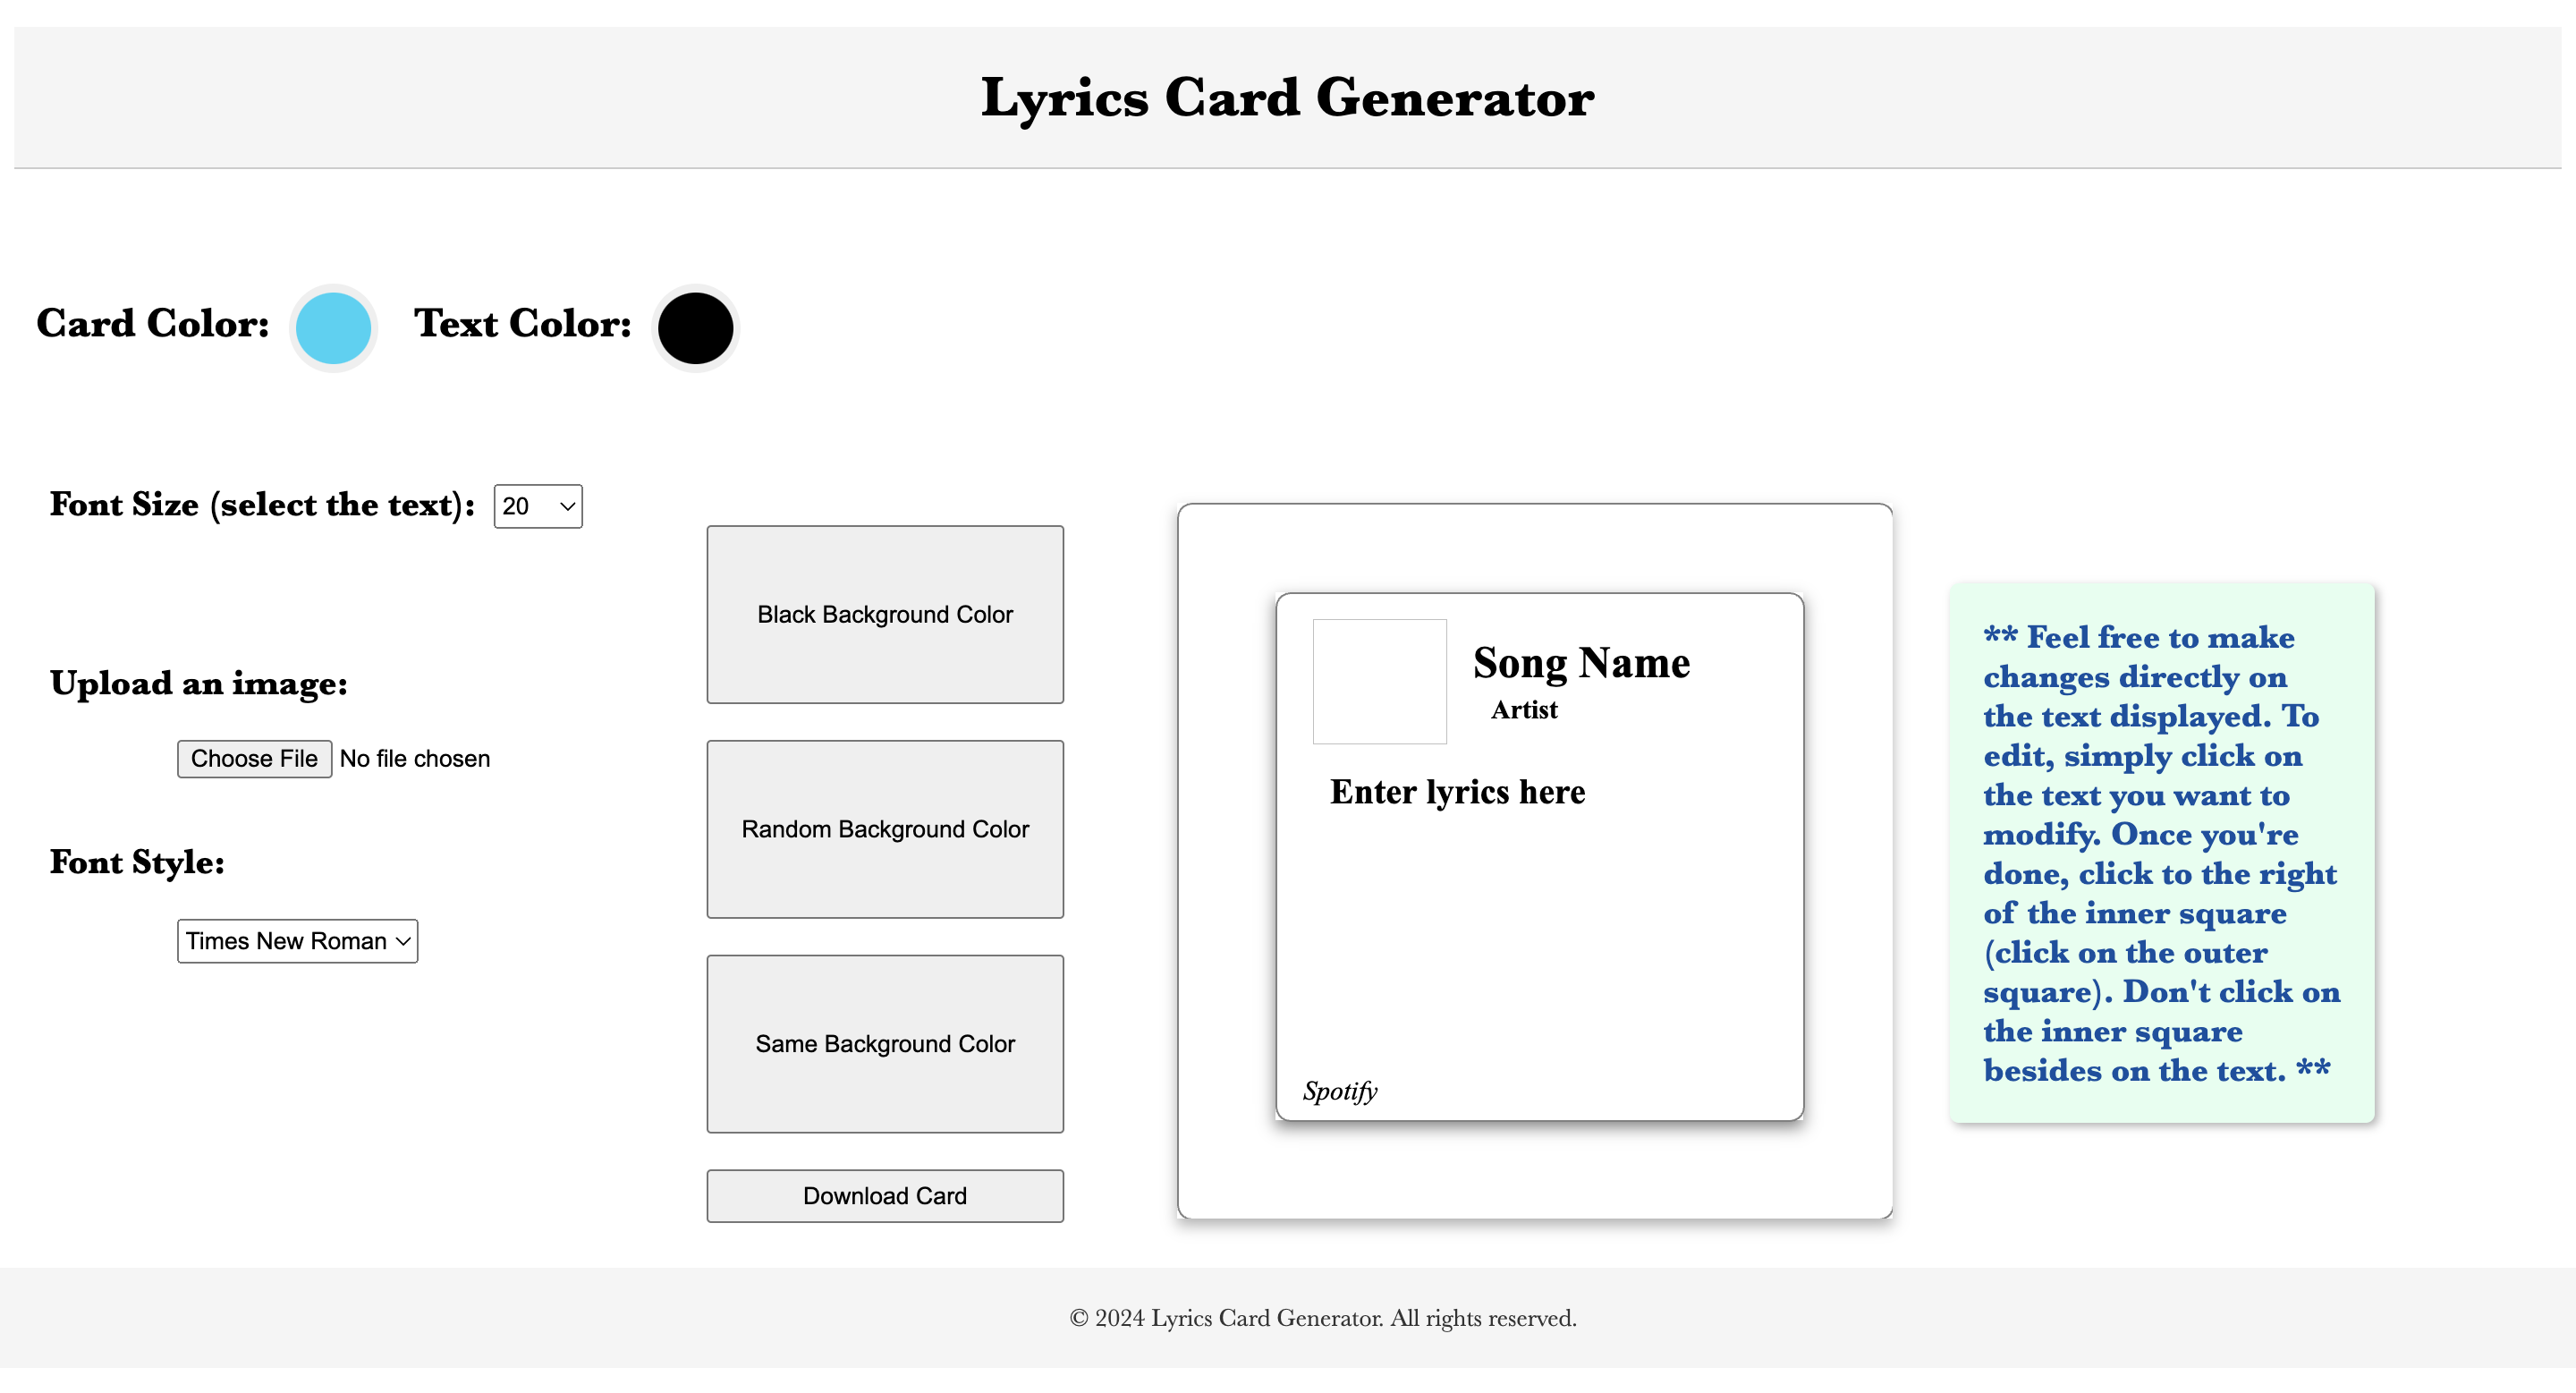 Lyrics Card Generator
Card Color:
Text Color:
Font Size (select the text):
20
Upload an image:
Choose File No file chosen
Font Style:
Times New Roman
Black Background Color
Random Background Color
Same Background Color
Download Card
Song Name
Artist
Enter lyrics here
Spotify
** Feel free to make
changes directly on
the text displayed. To
edit, simply click on
the text you want to
modify. Once you're
done, click to the right
of the inner square
(click on the outer
square). Don't click on
the inner square
besides on the text. **
© 2024 Lyrics Card Generator. All rights reserved.